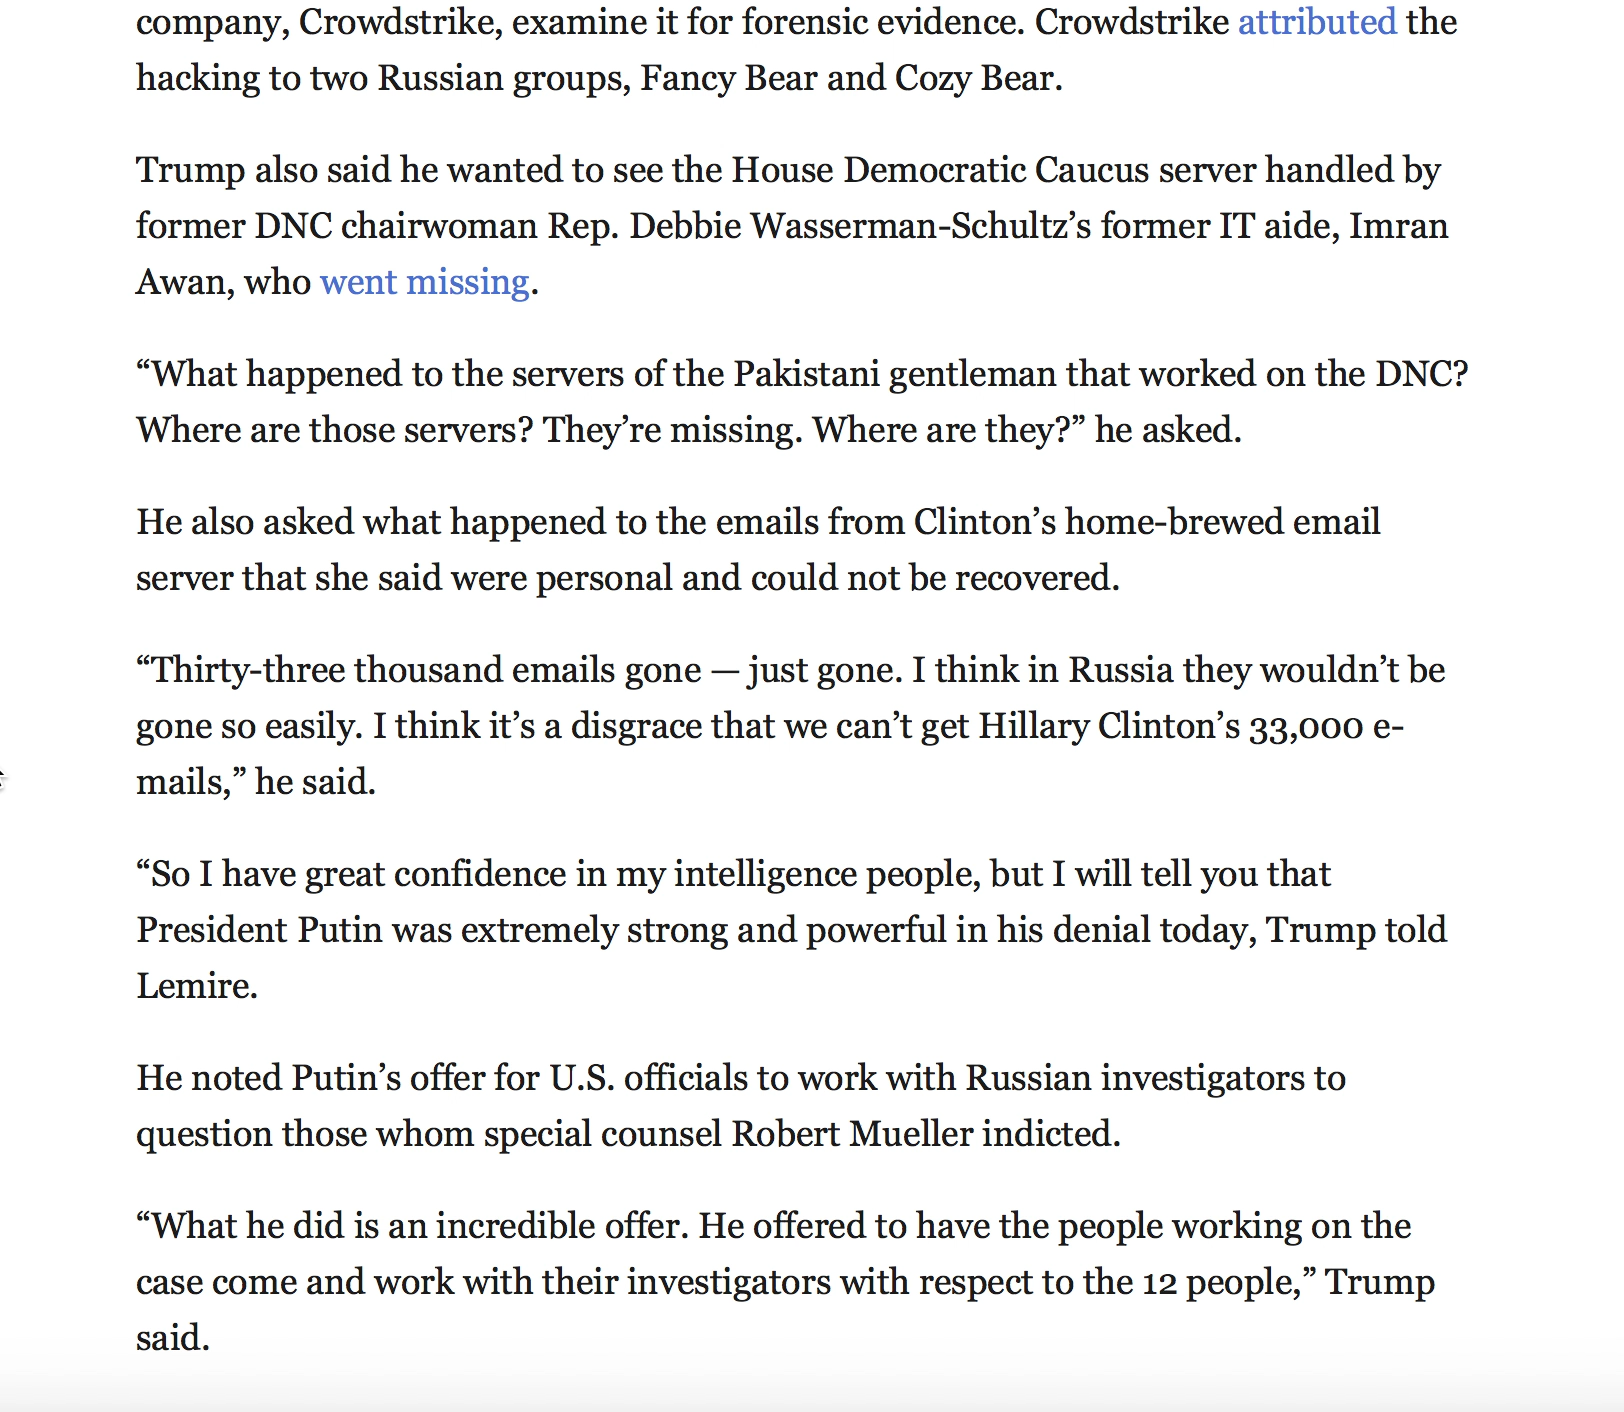 company, Crowdstrike, examine it for forensic evidence. Crowdstrike attributed the
hacking to two Russian groups, Fancy Bear and Cozy Bear.
Trump also said he wanted to see the House Democratic Caucus server handled by
former DNC chairwoman Rep. Debbie Wasserman-Schultz’s former IT aide, Imran
Awan, who went missing.
“What happened to the servers of the Pakistani gentleman that worked on the DNC?
Where are those servers? They’re missing. Where are they?” he asked.
He also asked what happened to the emails from Clinton’s home-brewed email
server that she said were personal and could not be recovered.
“Thirty-three thousand emails gone — just gone. I think in Russia they wouldn’t be
gone so easily. I think it’s a disgrace that we can’t get Hillary Clinton’s 33,000 e-
mails,” he said.
“So I have great confidence in my intelligence people, but I will tell you that
President Putin was extremely strong and powerful in his denial today, Trump told
Lemire.
He noted Putin’s offer for U.S. officials to work with Russian investigators to
question those whom special counsel Robert Mueller indicted.
“What he did is an incredible offer. He offered to have the people working on the
case come and work with their investigators with respect to the 12 people,” Trump
said.